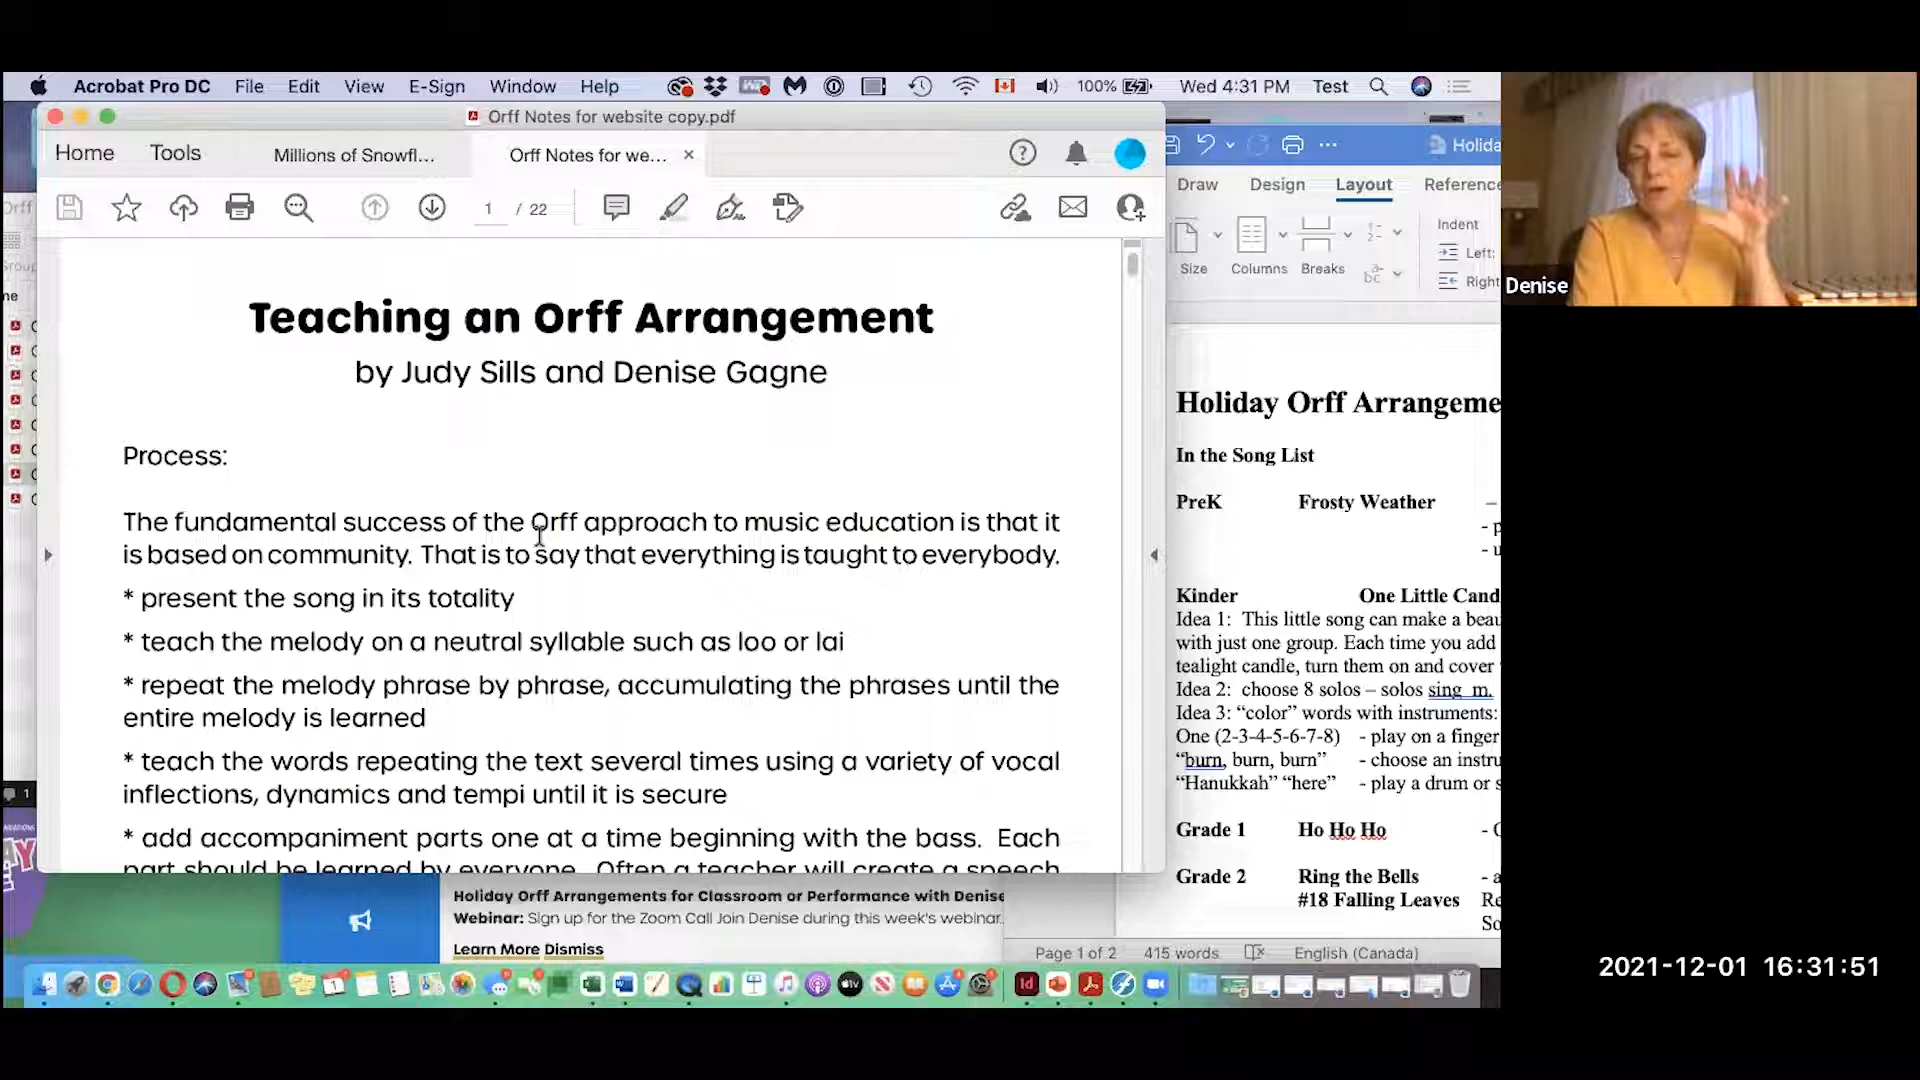 Acrobat Pro DC File Edit View E-Sign Window Help 100% Wed 4:31 PM Test
Orff Notes for website copy.pdf
Home Tools Millions of Snowfl... Orff Notes for we... ×
1 / 22
Teaching an Orff Arrangement
by Judy Sills and Denise Gagne
Process:
The fundamental success of the Orff approach to music education is that it
is based on community. That is to say that everything is taught to everybody.
* present the song in its totality
* teach the melody on a neutral syllable such as loo or lai
* repeat the melody phrase by phrase, accumulating the phrases until the
entire melody is learned
* teach the words repeating the text several times using a variety of vocal
inflections, dynamics and tempi until it is secure
* add accompaniment parts one at a time beginning with the bass. Each
part should be learned by everyone. Often a teacher will create a speech
Holiday Orff Arrangements for Classroom or Performance with Denise
Webinar: Sign up for the Zoom Call Join Denise during this week's webinar.
Learn More Dismiss
Holida
Draw Design Layout Reference
Indent
Left:
Right
Size Columns Breaks
Holiday Orff Arrangeme
In the Song List
PreK Frosty Weather –
- p
- u
Kinder One Little Cand
Idea 1: This little song can make a beau
with just one group. Each time you add
tealight candle, turn them on and cover
Idea 2: choose 8 solos – solos sing m.
Idea 3: "color" words with instruments:
One (2-3-4-5-6-7-8) - play on a finger
"burn, burn, burn" - choose an instru
"Hanukkah" "here" - play a drum or s
Grade 1 Ho Ho Ho - C
Grade 2 Ring the Bells - a
#18 Falling Leaves Re
So
Page 1 of 2 415 words English (Canada)
Denise
2021-12-01 16:31:51